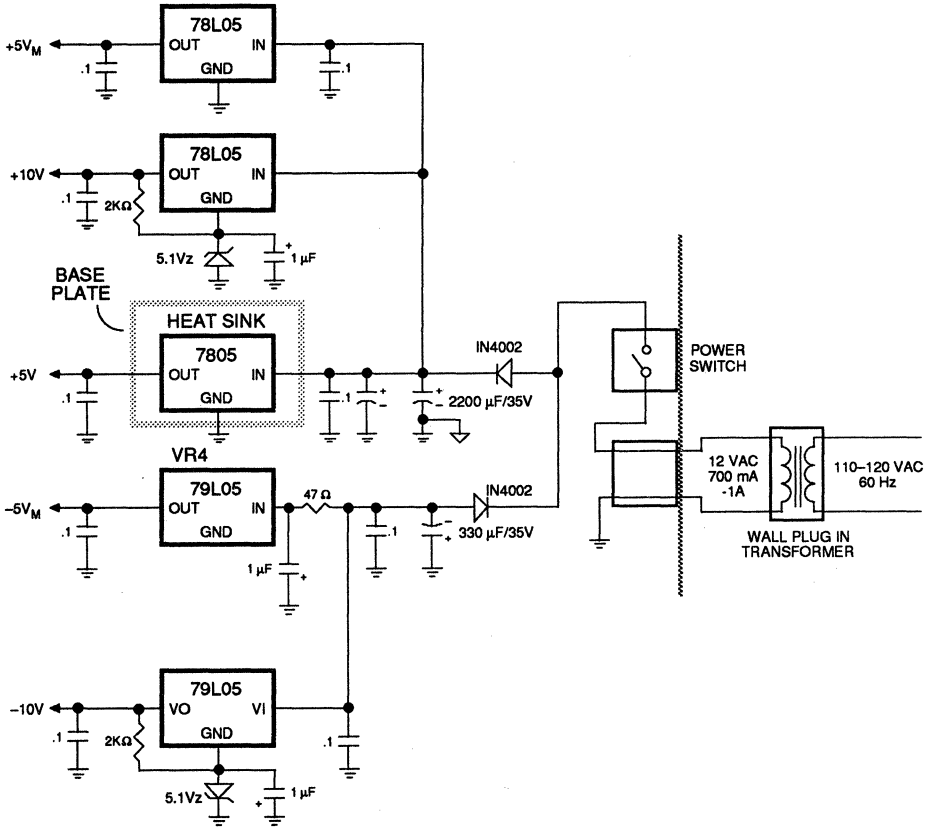 78L05
+5VM
OUT
IN
GND
.1
.1
78L05
+10V
OUT
IN
GND
.1
2KΩ
5.1Vz
+
1 µF
BASE
PLATE
HEAT SINK
7805
+5V
OUT
IN
GND
.1
.1
+
–
+
–
2200 µF/35V
IN4002
POWER
SWITCH
12 VAC
700 mA
-1A
110–120 VAC
60 Hz
WALL PLUG IN
TRANSFORMER
VR4
79L05
–5VM
OUT
IN
GND
.1
47 Ω
1 µF
+
.1
–
+
330 µF/35V
IN4002
79L05
–10V
VO
VI
GND
.1
2KΩ
.1
5.1Vz
+
1 µF